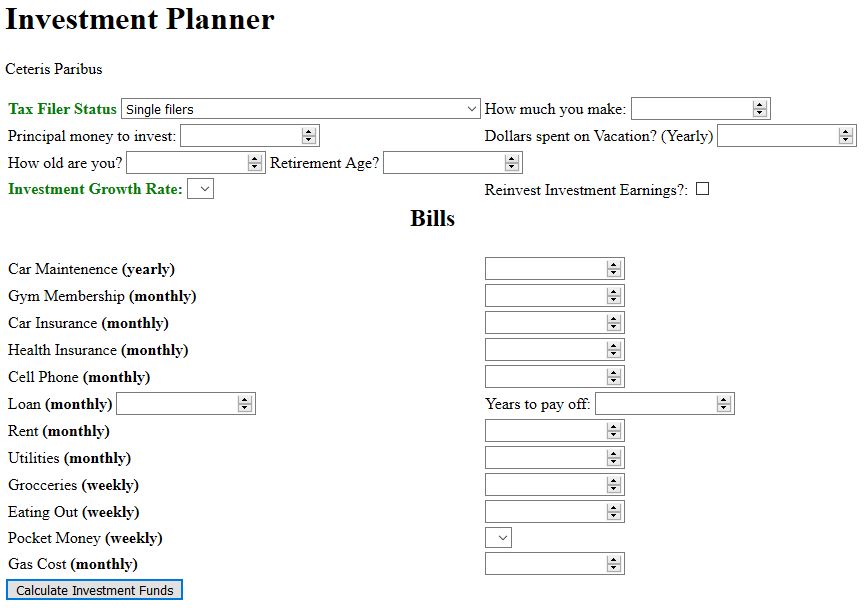 Investment Planner
Ceteris Paribus
Tax Filer Status Single filers How much you make:
Principal money to invest: Dollars spent on Vacation? (Yearly)
How old are you? Retirement Age?
Investment Growth Rate: Reinvest Investment Earnings?:
Bills
Car Maintenence (yearly)
Gym Membership (monthly)
Car Insurance (monthly)
Health Insurance (monthly)
Cell Phone (monthly)
Loan (monthly) Years to pay off:
Rent (monthly)
Utilities (monthly)
Grocceries (weekly)
Eating Out (weekly)
Pocket Money (weekly)
Gas Cost (monthly)
Calculate Investment Funds